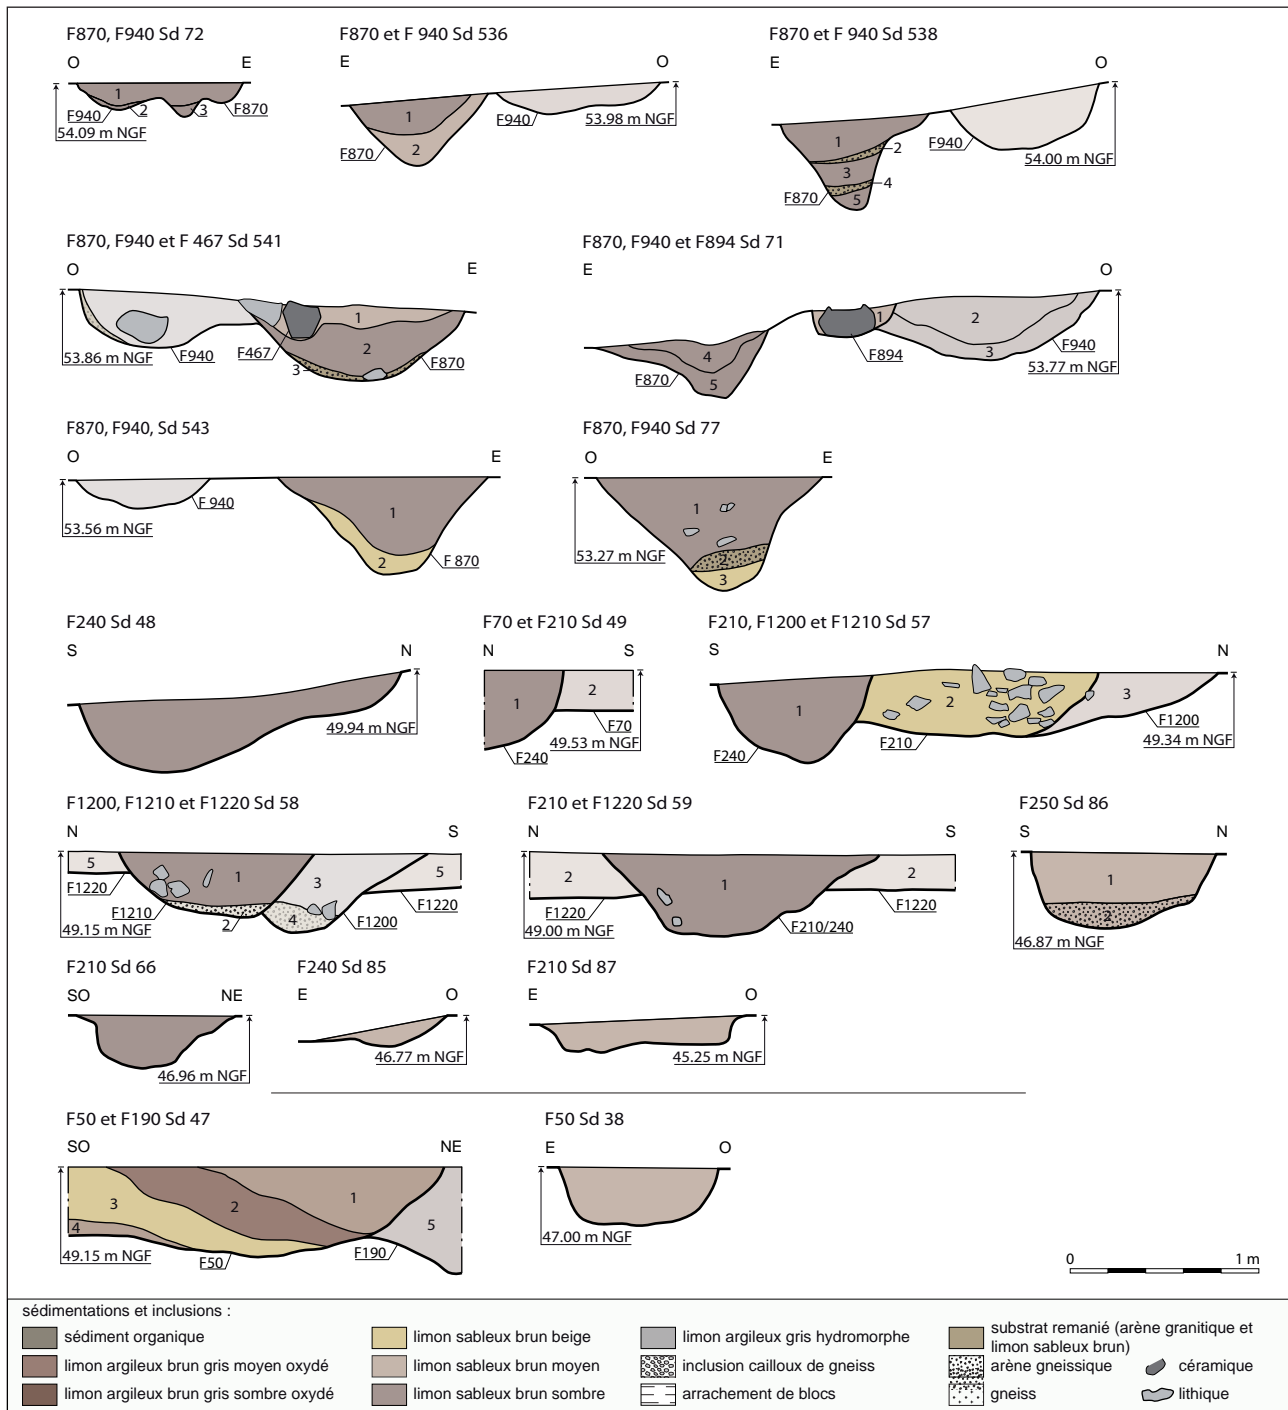 F870, F940 Sd 72
O E
1
F940 2 3 F870
54.09 m NGF
F870 et F 940 Sd 536
E O
1
2
F870
F940
53.98 m NGF
F870 et F 940 Sd 538
E O
1
2
3
4
5
F870
F940
54.00 m NGF
F870, F940 et F 467 Sd 541
O E
1
2
3
F940
F467
F870
53.86 m NGF
F870, F940 et F894 Sd 71
E O
1
2
3
4
5
F870
F894
F940
53.77 m NGF
F870, F940, Sd 543
O E
F 940
1
2
F 870
53.56 m NGF
F870, F940 Sd 77
O E
1
2
3
53.27 m NGF
F240 Sd 48
S N
49.94 m NGF
F70 et F210 Sd 49
N S
1
2
F70
F240
49.53 m NGF
F210, F1200 et F1210 Sd 57
S N
1
2
3
F240
F210
F1200
49.34 m NGF
F1200, F1210 et F1220 Sd 58
N S
5
1
3
5
2
4
F1220
F1210
F1200
F1220
49.15 m NGF
F210 et F1220 Sd 59
N S
2
1
2
F1220
F210/240
F1220
49.00 m NGF
F250 Sd 86
S N
1
2
46.87 m NGF
F210 Sd 66
SO NE
46.96 m NGF
F240 Sd 85
E O
46.77 m NGF
F210 Sd 87
E O
45.25 m NGF
F50 et F190 Sd 47
SO NE
3
2
1
4
5
F50
F190
49.15 m NGF
F50 Sd 38
E O
47.00 m NGF
0 1 m
sédimentations et inclusions :
sédiment organique
limon argileux brun gris moyen oxydé
limon argileux brun gris sombre oxydé
limon sableux brun beige
limon sableux brun moyen
limon sableux brun sombre
limon argileux gris hydromorphe
inclusion cailloux de gneiss
arrachement de blocs
substrat remanié (arène granitique et
limon sableux brun)
arène gneissique
gneiss
céramique
lithique